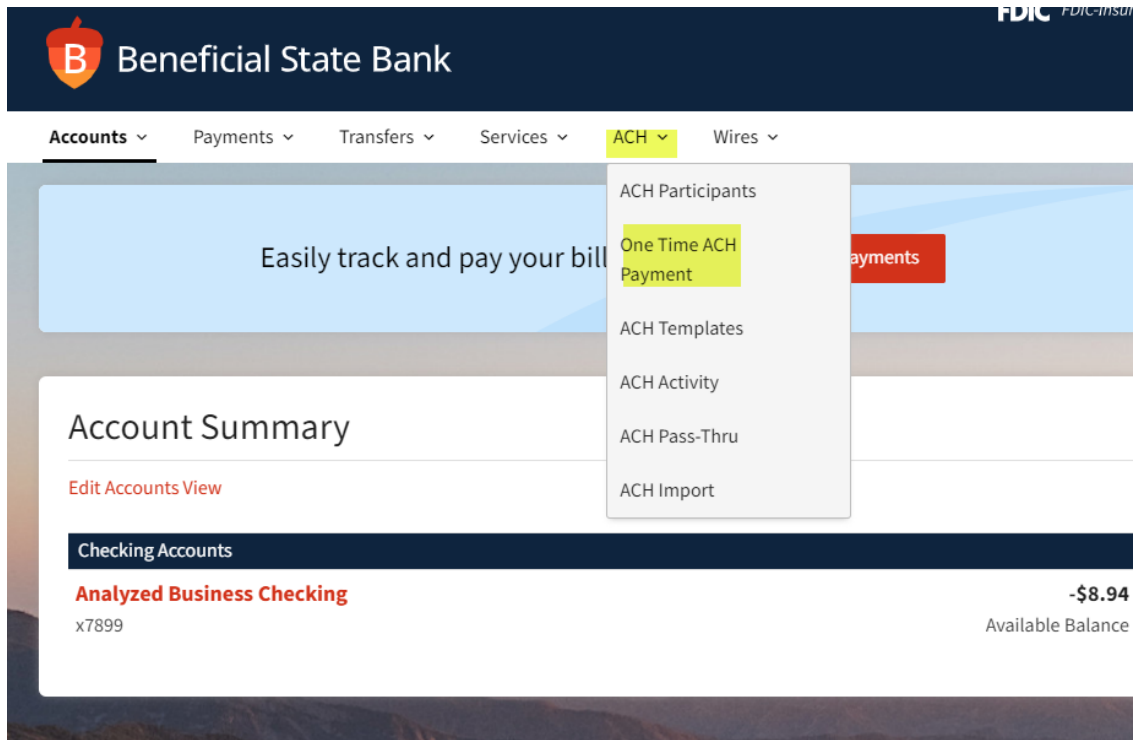 FDIC FDIC-Insur
B Beneficial State Bank
Accounts Payments Transfers Services ACH Wires
ACH Participants
One Time ACH
Payment
ACH Templates
ACH Activity
ACH Pass-Thru
ACH Import
Easily track and pay your bill
ayments
Account Summary
Edit Accounts View
Checking Accounts
Analyzed Business Checking -$8.94
x7899 Available Balance